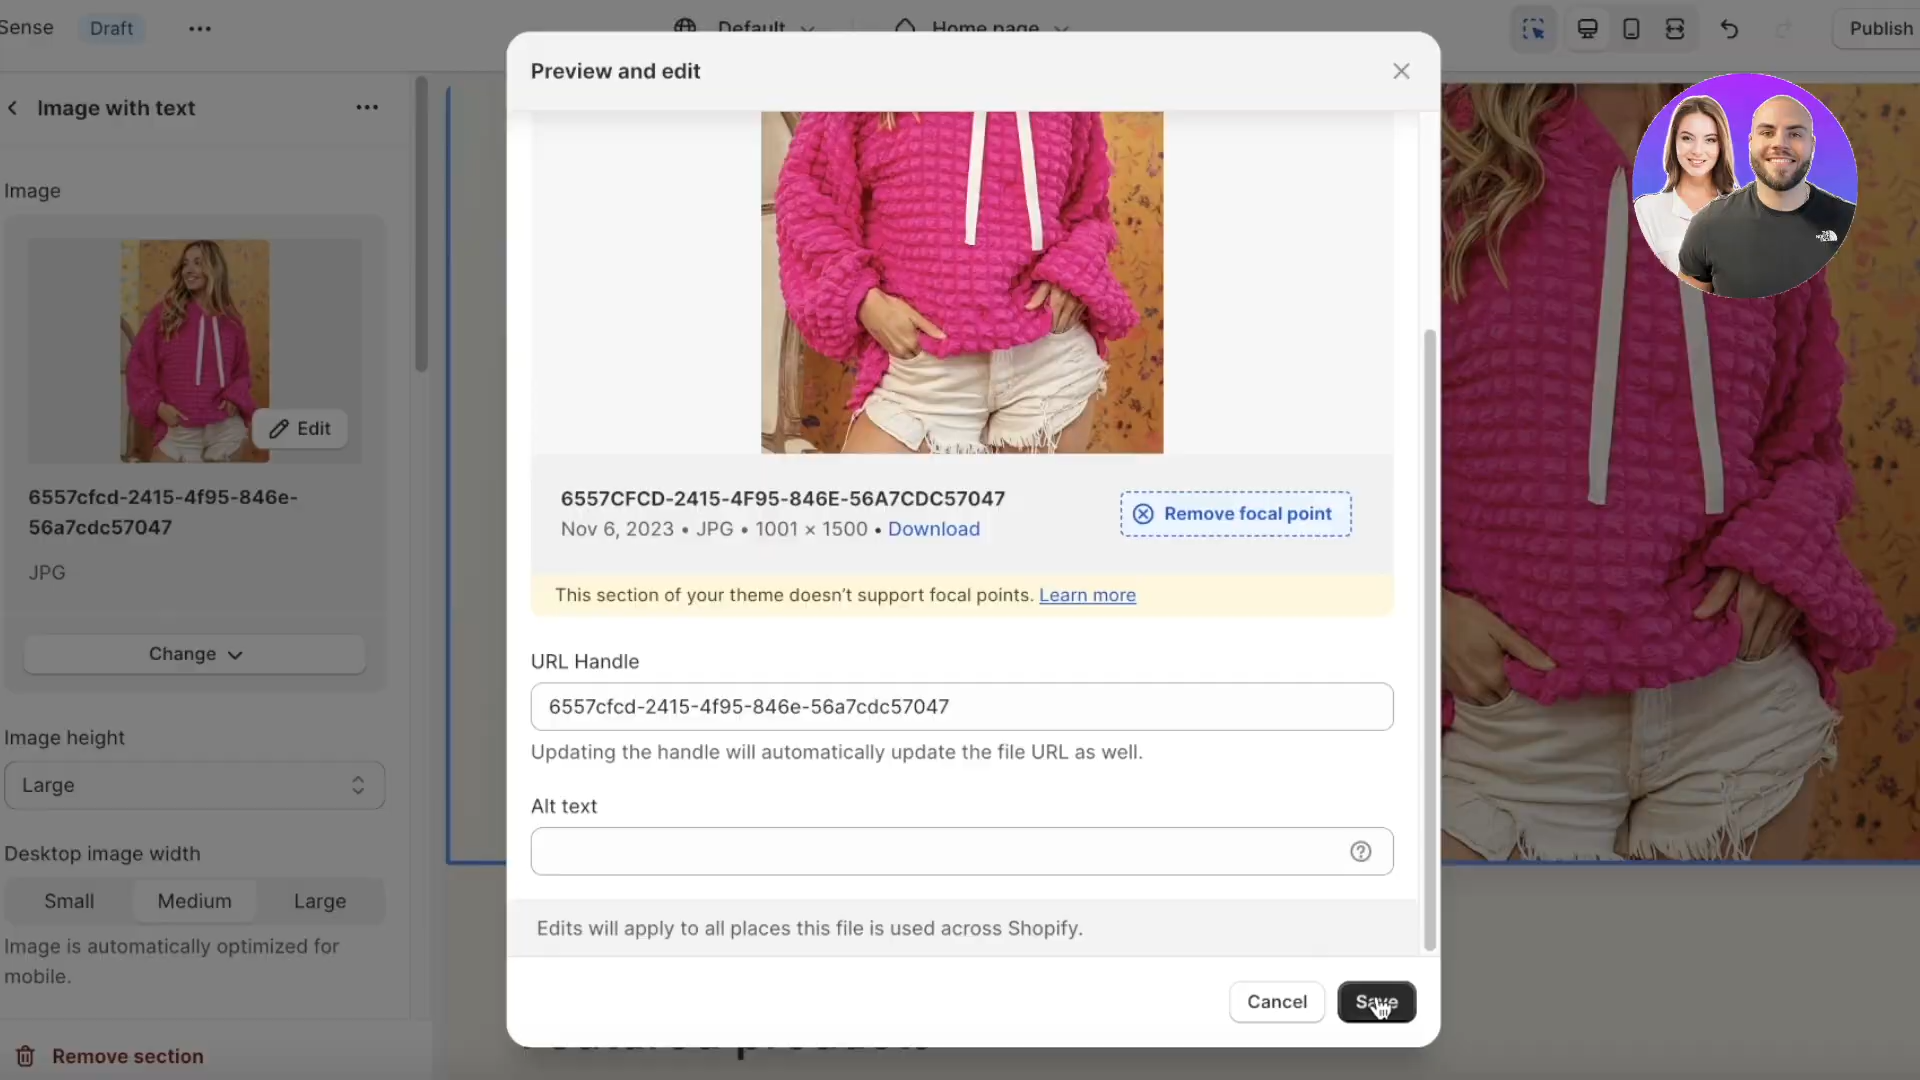 Sense
Draft
Default
Home page
Publish
Preview and edit
Image with text
Image
Edit
6557cfcd-2415-4f95-846e-
56a7cdc57047
JPG
Change
Image height
Large
Desktop image width
Small
Medium
Large
Image is automatically optimized for
mobile.
Remove section
6557CFCD-2415-4F95-846E-56A7CDC57047
Nov 6, 2023 • JPG • 1001 × 1500 • Download
Remove focal point
This section of your theme doesn't support focal points. Learn more
URL Handle
6557cfcd-2415-4f95-846e-56a7cdc57047
Updating the handle will automatically update the file URL as well.
Alt text
Edits will apply to all places this file is used across Shopify.
Cancel
Save